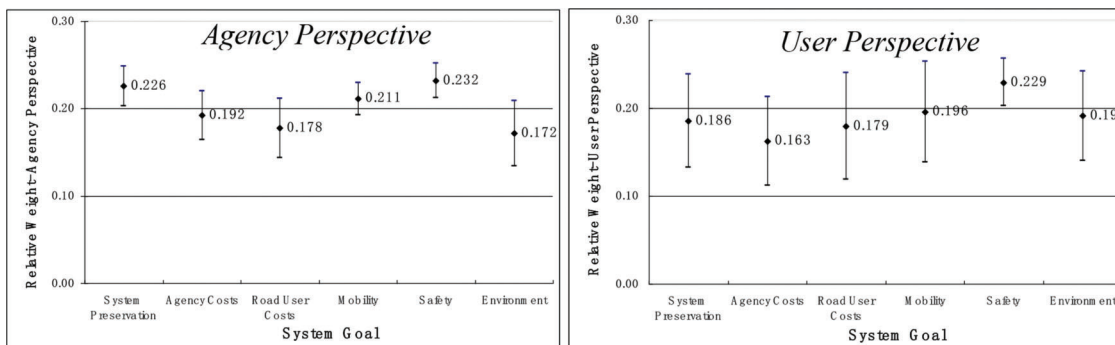 Agency Perspective
Relative Weight-Agency Perspective
0.30
0.20
0.10
0.00
0.226
0.192
0.178
0.211
0.232
0.172
System Preservation
Agency Costs
Road User Costs
Mobility
Safety
Environment
System Goal
User Perspective
Relative Weight-User Perspective
0.30
0.20
0.10
0.00
0.186
0.163
0.179
0.196
0.229
0.19
System Preservation
Agency Costs
Road User Costs
Mobility
Safety
Environment
System Goal